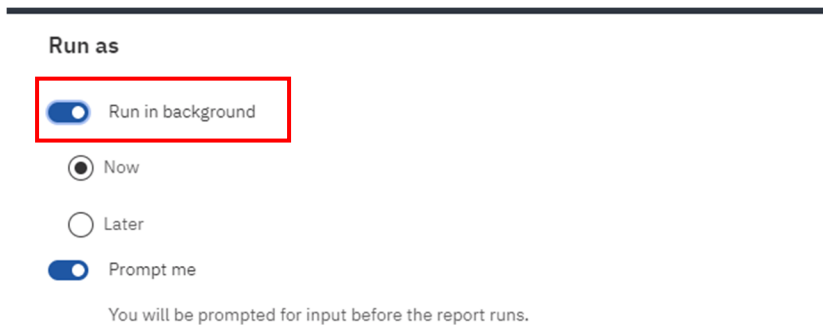 Run as
Run in background
Now
Later
Prompt me
You will be prompted for input before the report runs.